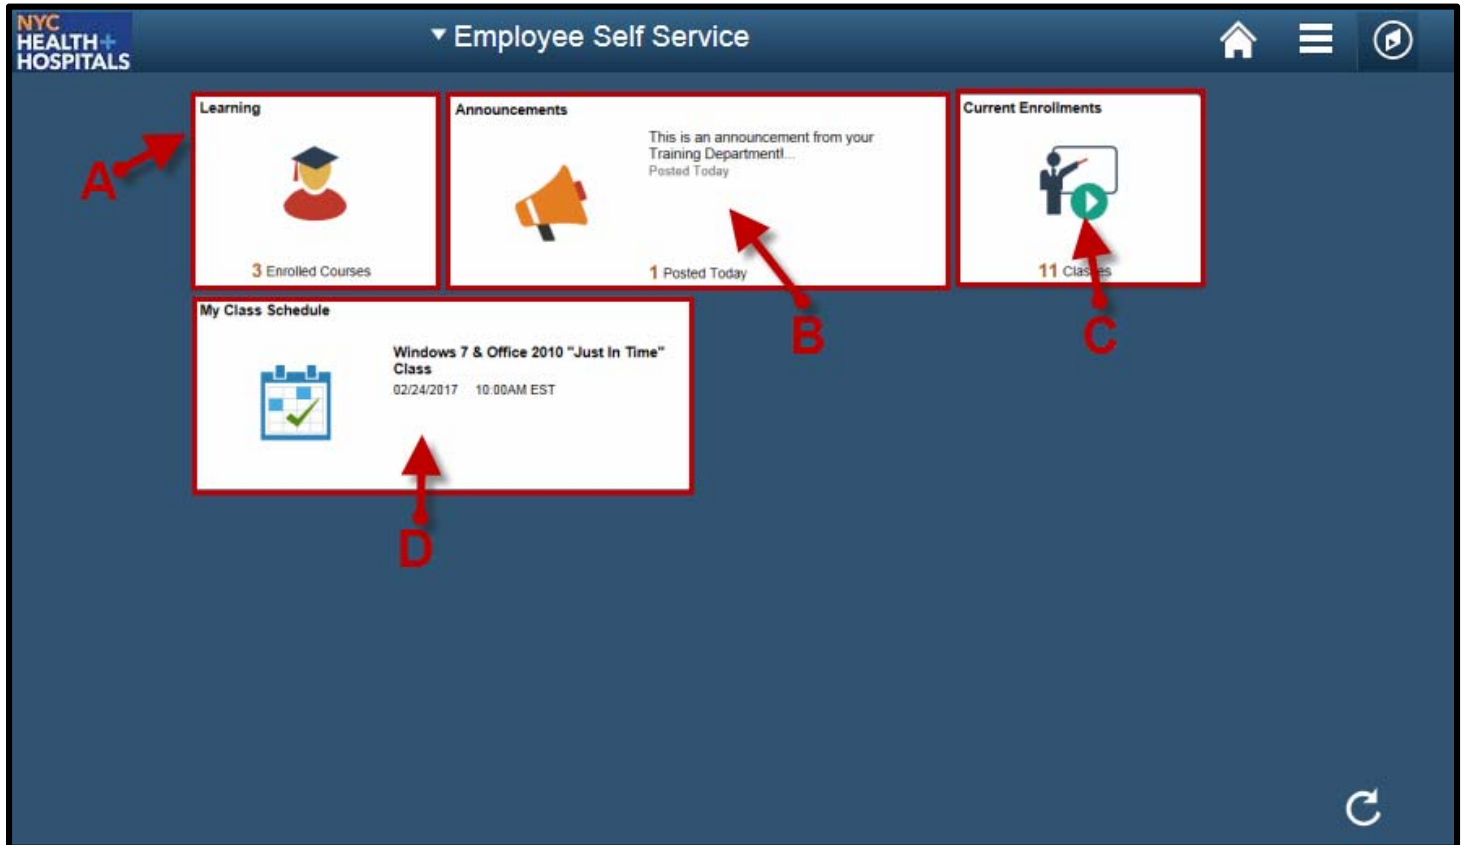 NYC
HEALTH+
HOSPITALS
Employee Self Service
Learning
3 Enrolled Courses
A
Announcements
This is an announcement from your
Training Department!...
Posted Today
1 Posted Today
B
Current Enrollments
11 Classes
C
My Class Schedule
Windows 7 & Office 2010 "Just In Time"
Class
02/24/2017 10:00AM EST
D